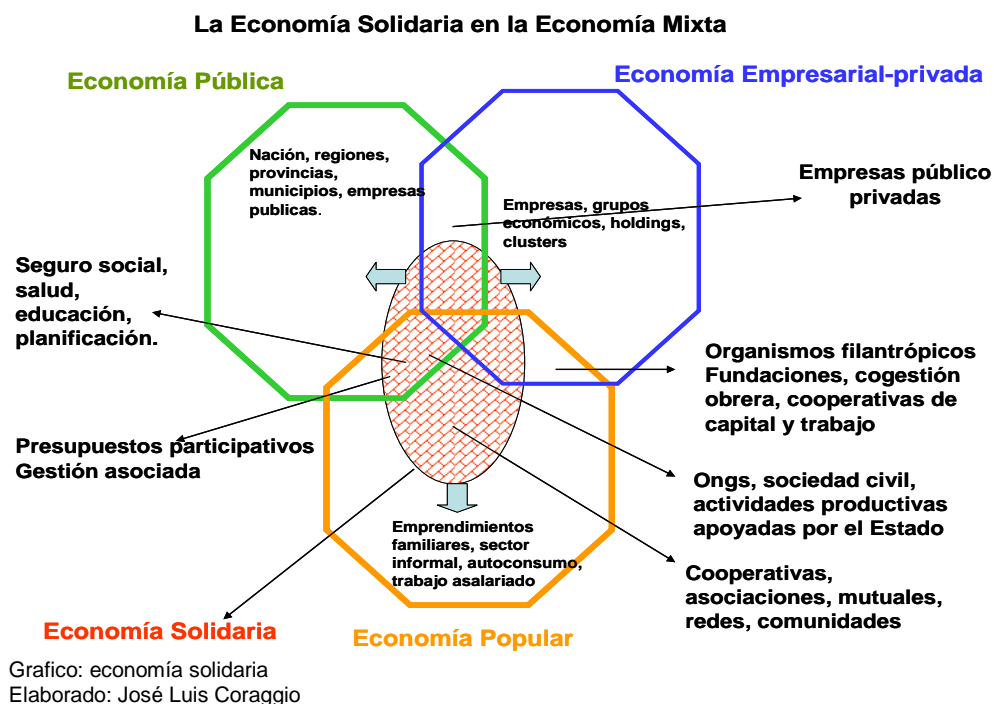 La Economía Solidaria en la Economía Mixta
Economía Pública
Economía Empresarial-privada
Nación, regiones,
provincias,
municipios, empresas
publicas.
Empresas, grupos
económicos, holdings,
clusters
Empresas público
privadas
Seguro social,
salud,
educación,
planificación.
Organismos filantrópicos
Fundaciones, cogestión
obrera, cooperativas de
capital y trabajo
Presupuestos participativos
Gestión asociada
Ongs, sociedad civil,
actividades productivas
apoyadas por el Estado
Emprendimientos
familiares, sector
informal, autoconsumo,
trabajo asalariado
Cooperativas,
asociaciones, mutuales,
redes, comunidades
Economía Solidaria
Economía Popular
Grafico: economía solidaria
Elaborado: José Luis Coraggio